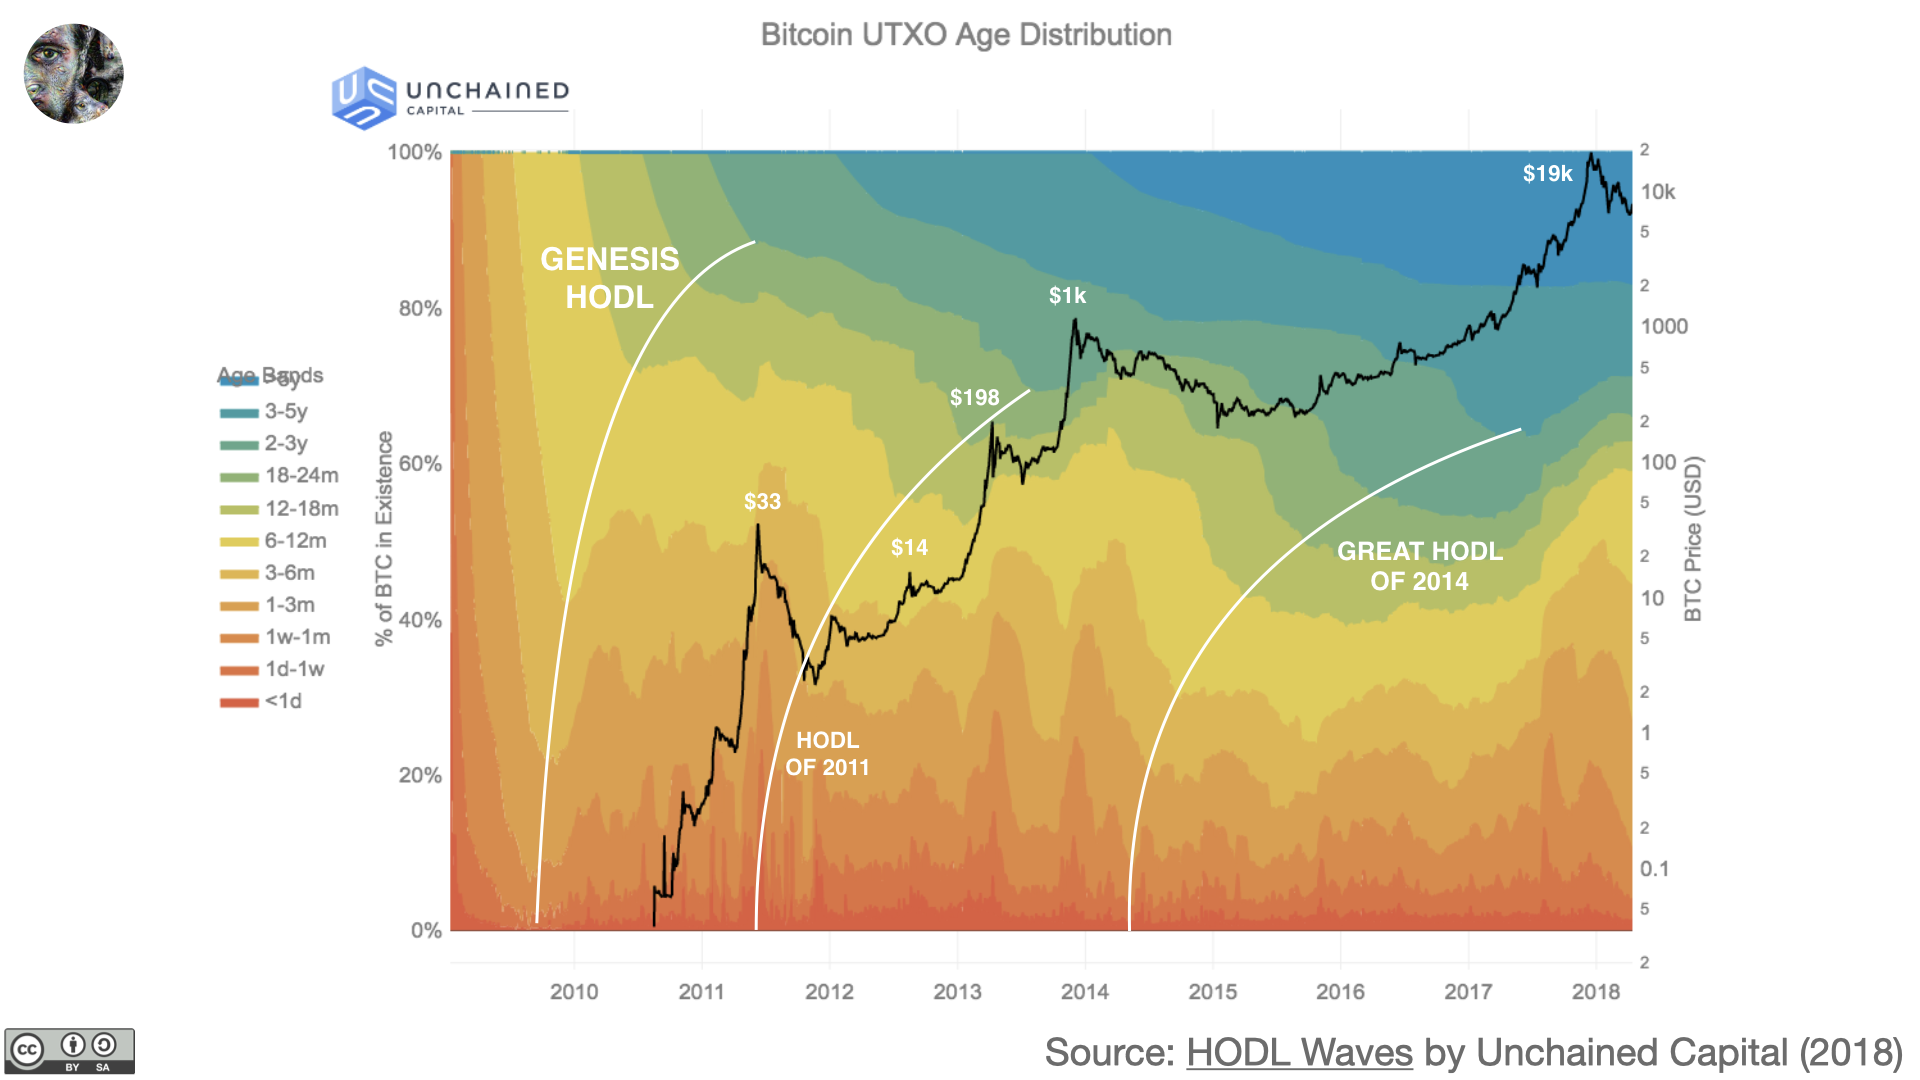 Bitcoin UTXO Age Distribution
UNCHAINED
CAPITAL
100%
80%
60%
40%
20%
0%
% of BTC in Existence
Age Bands
>5y
3-5y
2-3y
18-24m
12-18m
6-12m
3-6m
1-3m
1w-1m
1d-1w
<1d
GENESIS
HODL
$33
HODL
OF 2011
$14
$198
$1k
GREAT HODL
OF 2014
$19k
2
10k
5
2
1000
5
2
100
5
2
10
5
2
1
5
2
0.1
5
2
BTC Price (USD)
2010
2011
2012
2013
2014
2015
2016
2017
2018
cc
BY SA
Source: HODL Waves by Unchained Capital (2018)